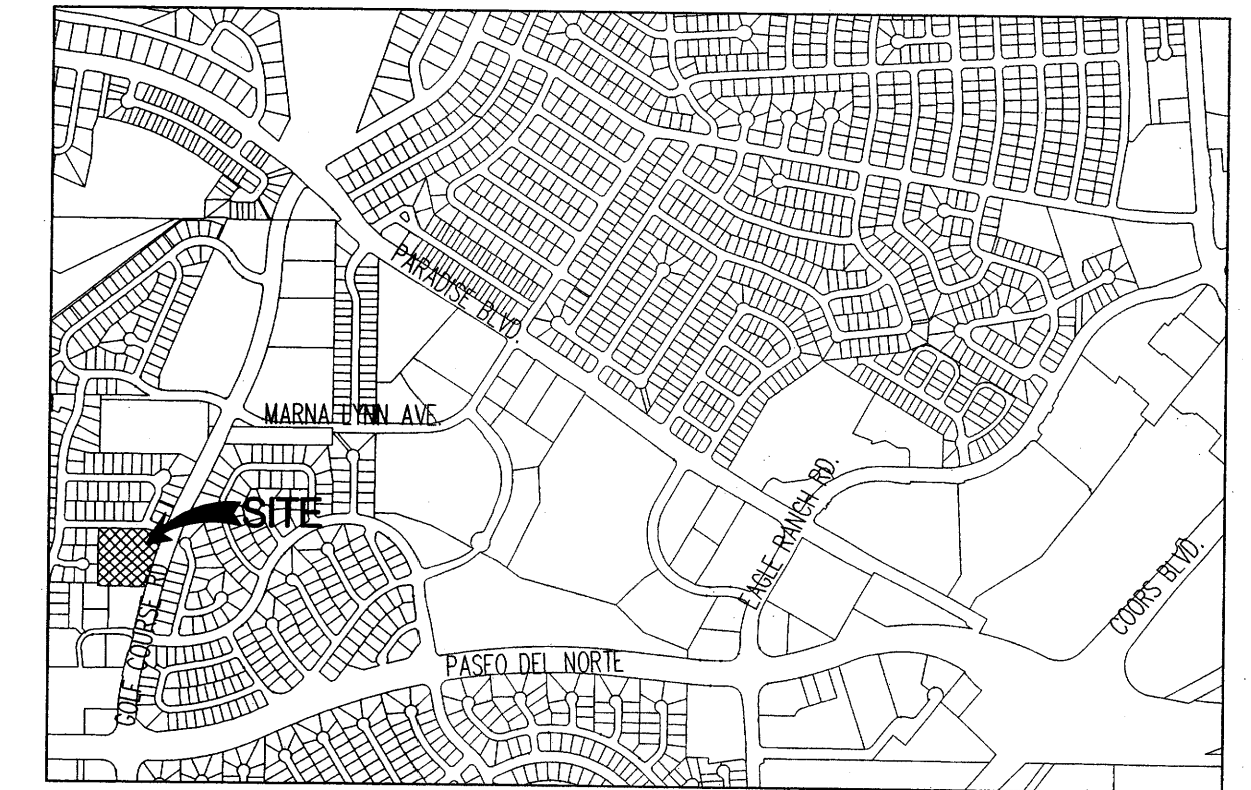 PARADISE BLVD.
MARNA LYNN AVE.
SITE
EAGLE RANCH RD.
COORS BLVD.
GOLF COURSE RD.
PASEO DEL NORTE